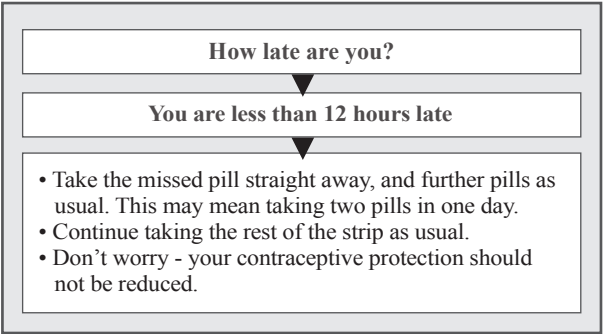 How late are you?
You are less than 12 hours late
• Take the missed pill straight away, and further pills as
usual. This may mean taking two pills in one day.
• Continue taking the rest of the strip as usual.
• Don’t worry - your contraceptive protection should
not be reduced.